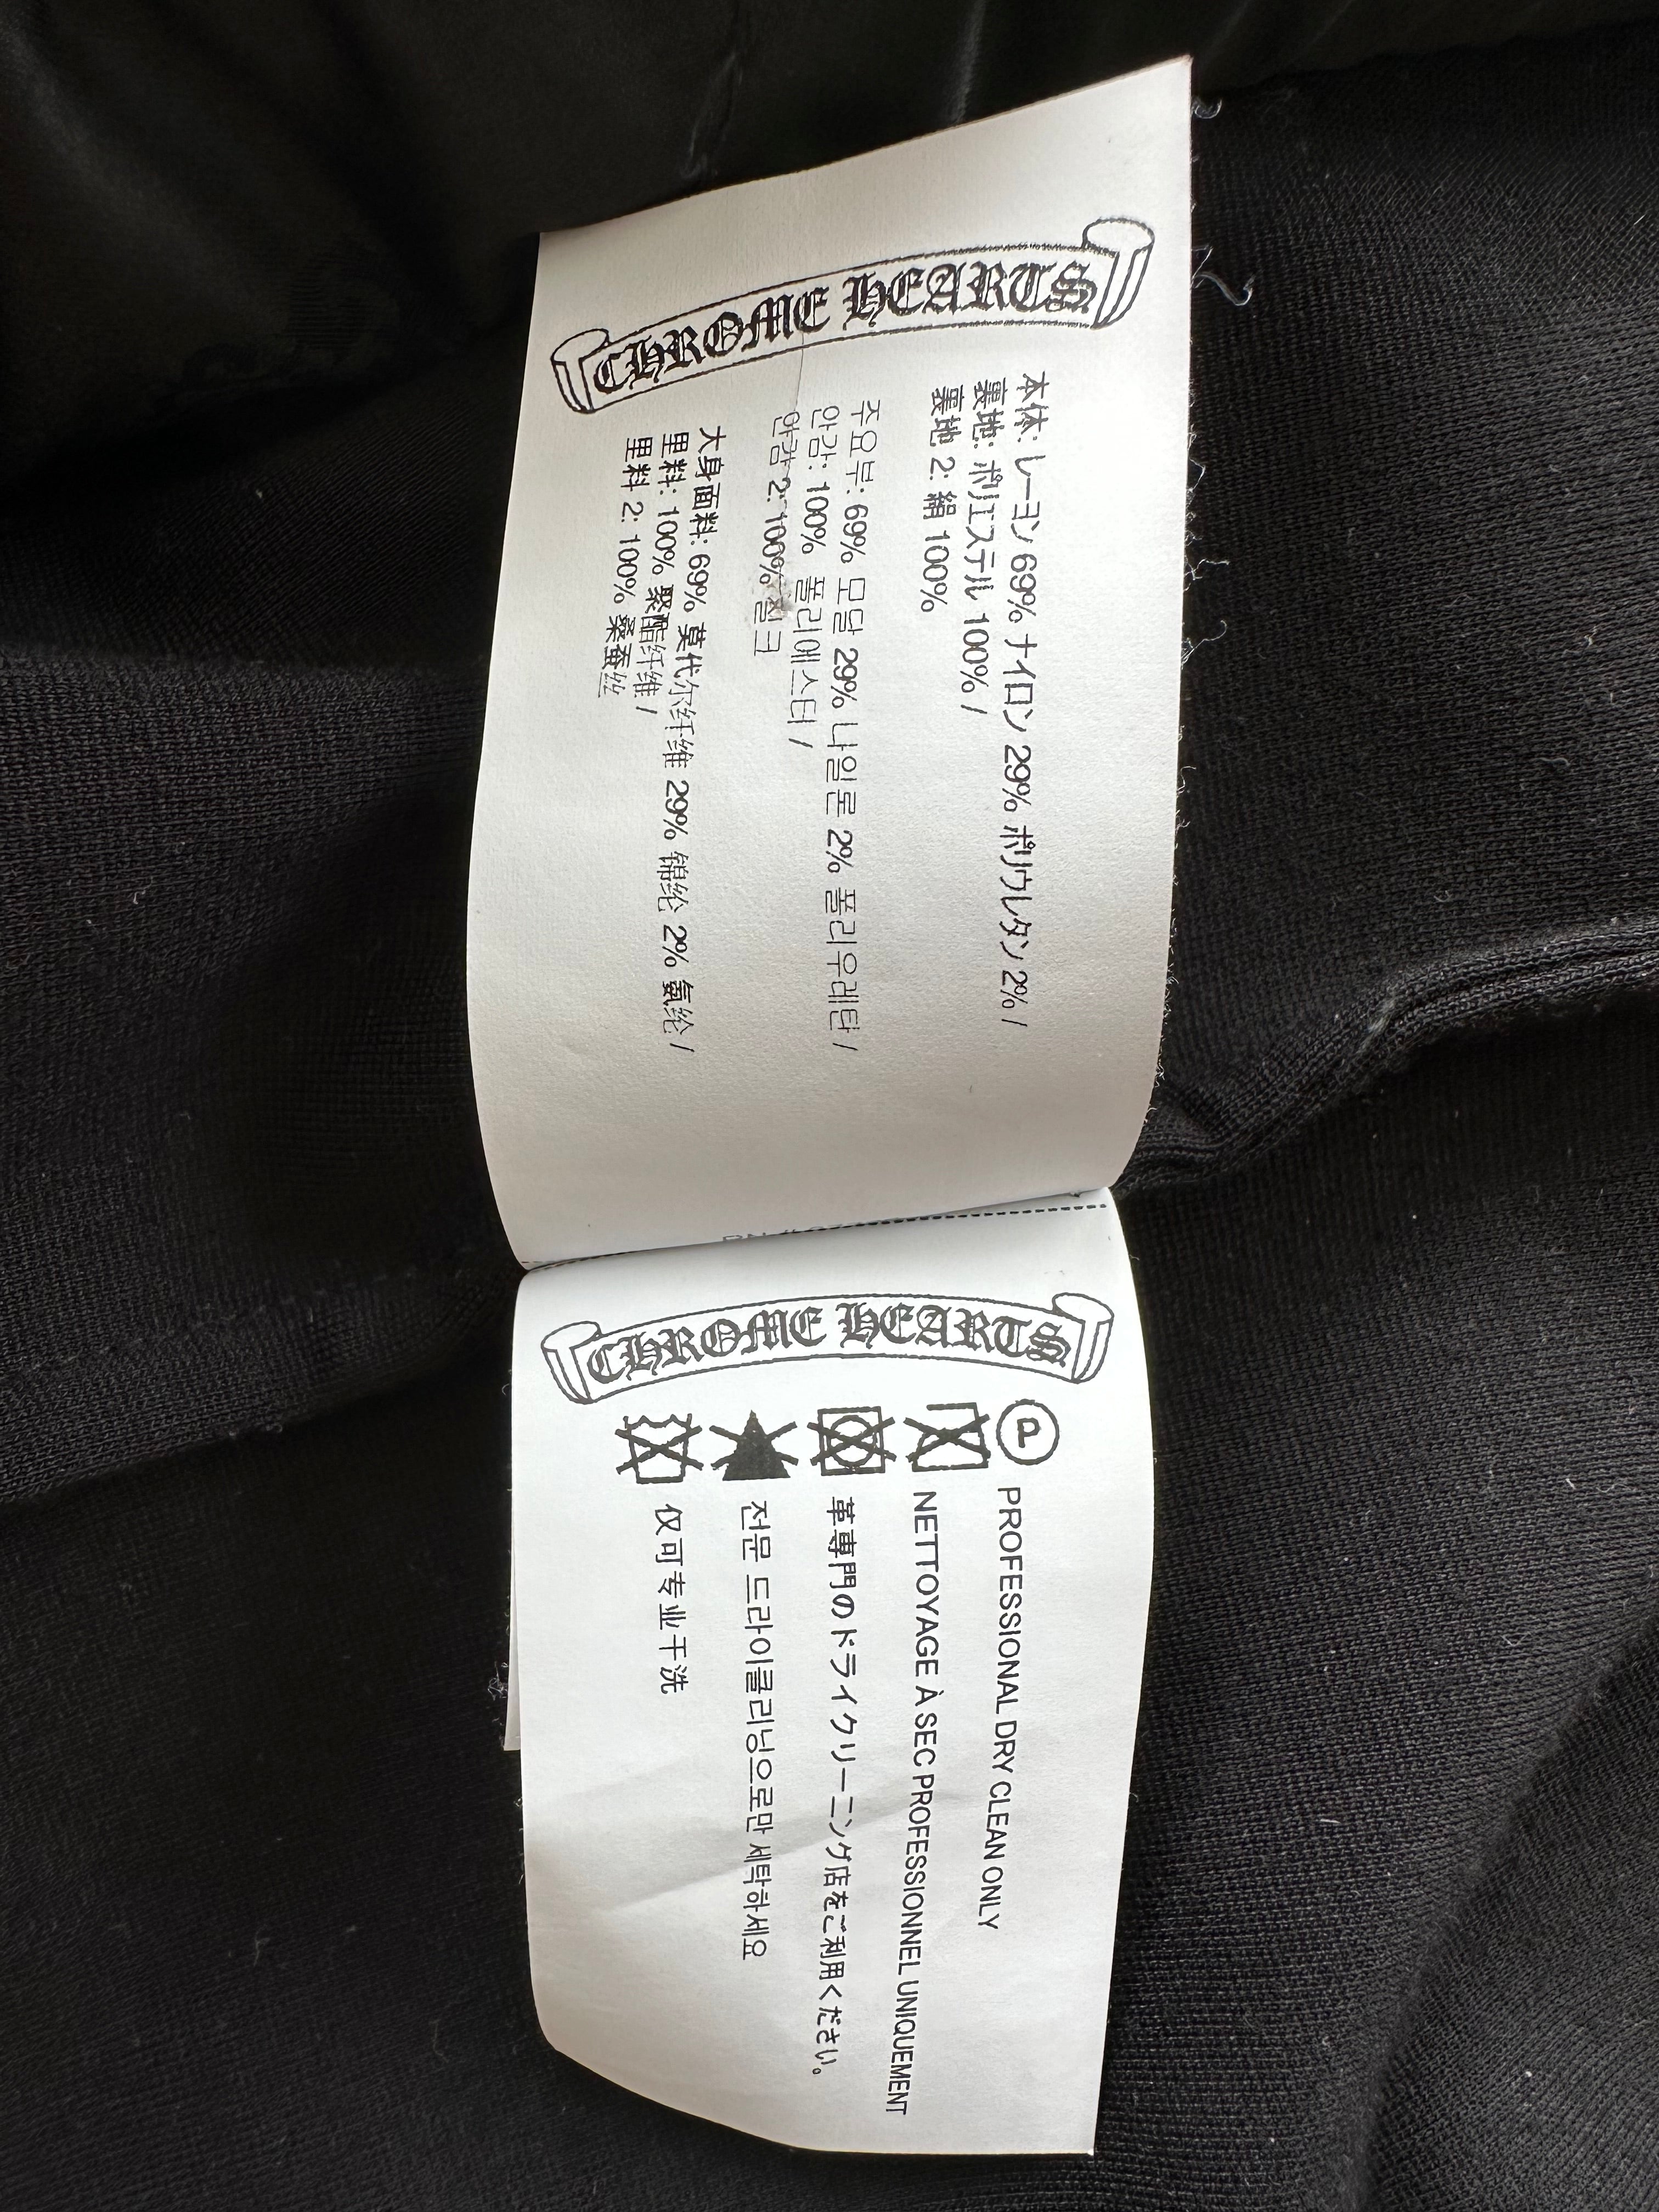 CHROME HEARTS
本体: レーヨン 69% ナイロン 29% ポリウレタン 2% /
裏地: ポリエステル 100% /
裏地 2: 絹 100%
주요부: 69% 모달 29% 나일론 2% 폴리우레탄 /
안감: 100% 폴리에스터 /
안감 2: 100% 실크
大身面料: 69% 莫代尔纤维 29% 锦纶 2% 氨纶 /
里料: 100% 聚酯纤维 /
里料 2: 100% 桑蚕丝
CHROME HEARTS
P PROFESSIONAL DRY CLEAN ONLY
NETTOYAGE À SEC PROFESSIONNEL UNIQUEMENT
革専門のドライクリーニング店をご利用ください。
전문 드라이클리닝으로만 세탁하세요
仅可专业干洗